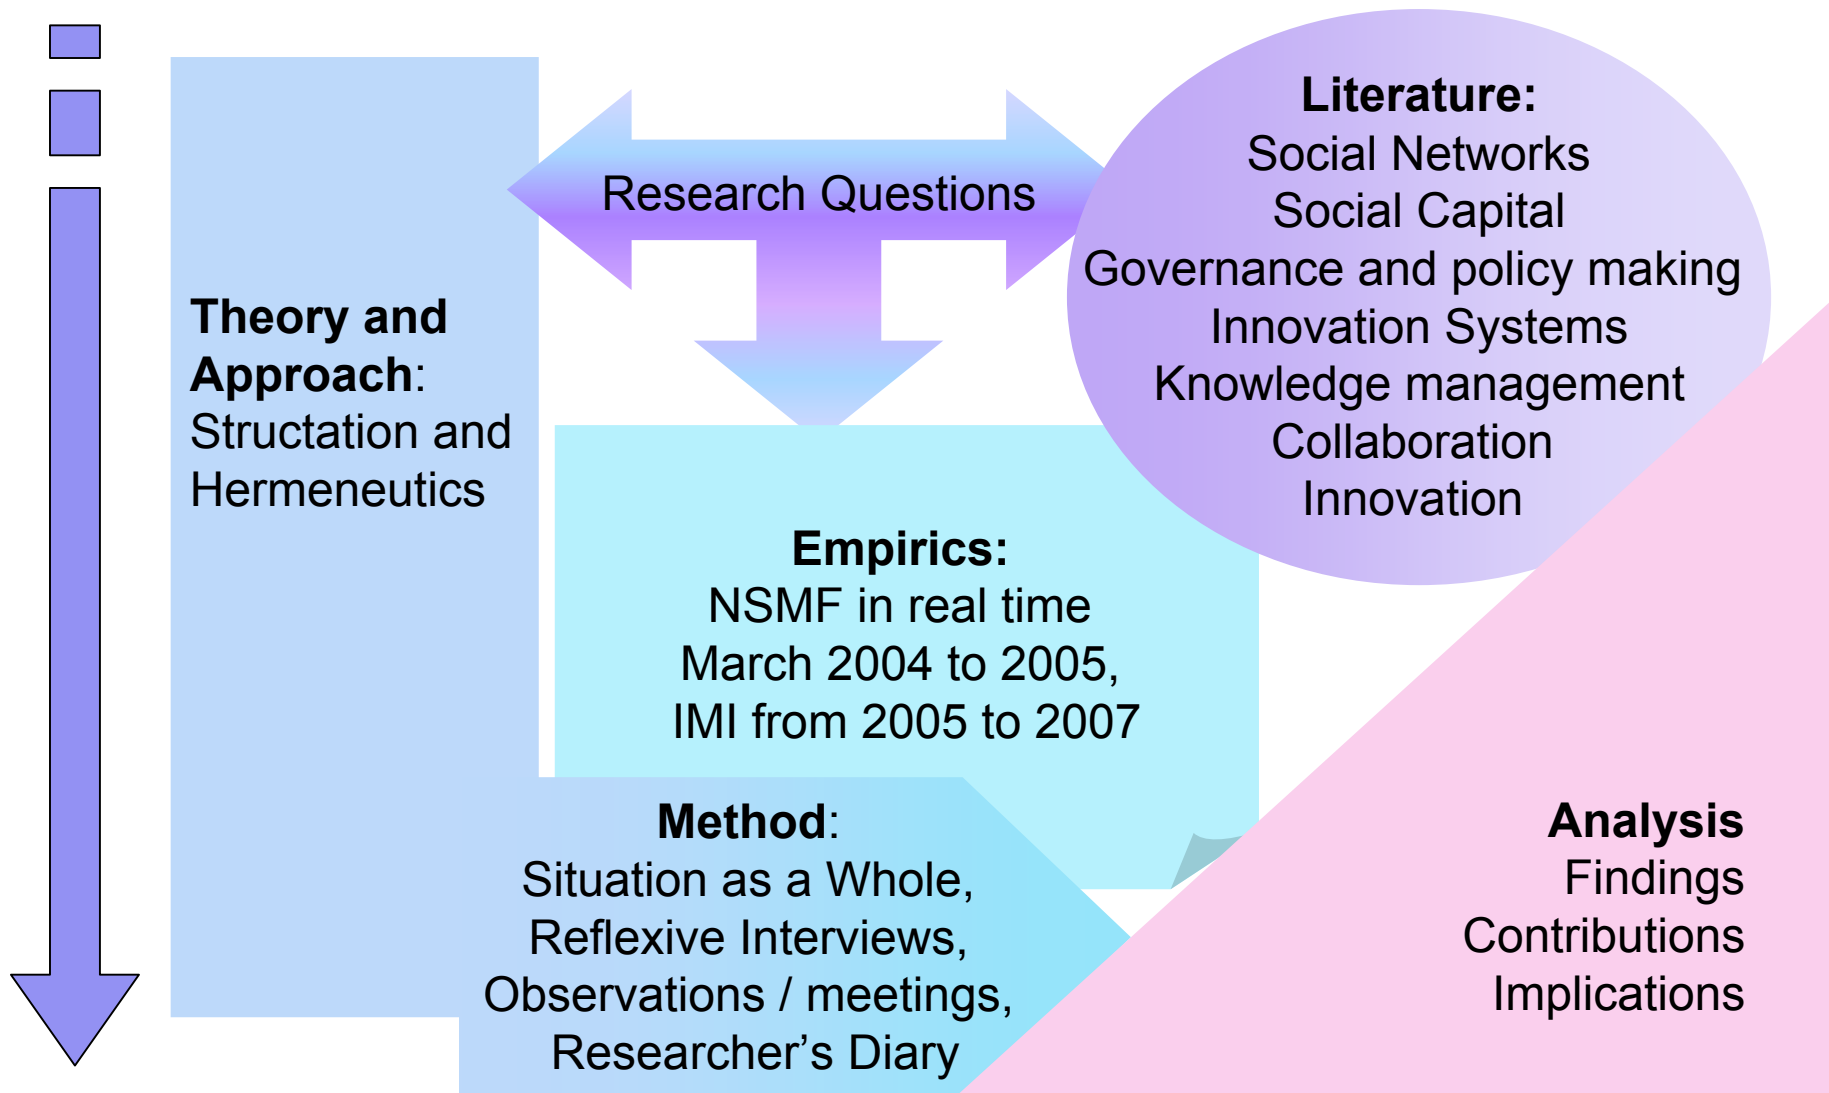 Theory and
Approach:
Structation and
Hermeneutics
Research Questions
Literature:
Social Networks
Social Capital
Governance and policy making
Innovation Systems
Knowledge management
Collaboration
Innovation
Empirics:
NSMF in real time
March 2004 to 2005,
IMI from 2005 to 2007
Method:
Situation as a Whole,
Reflexive Interviews,
Observations / meetings,
Researcher’s Diary
Analysis
Findings
Contributions
Implications